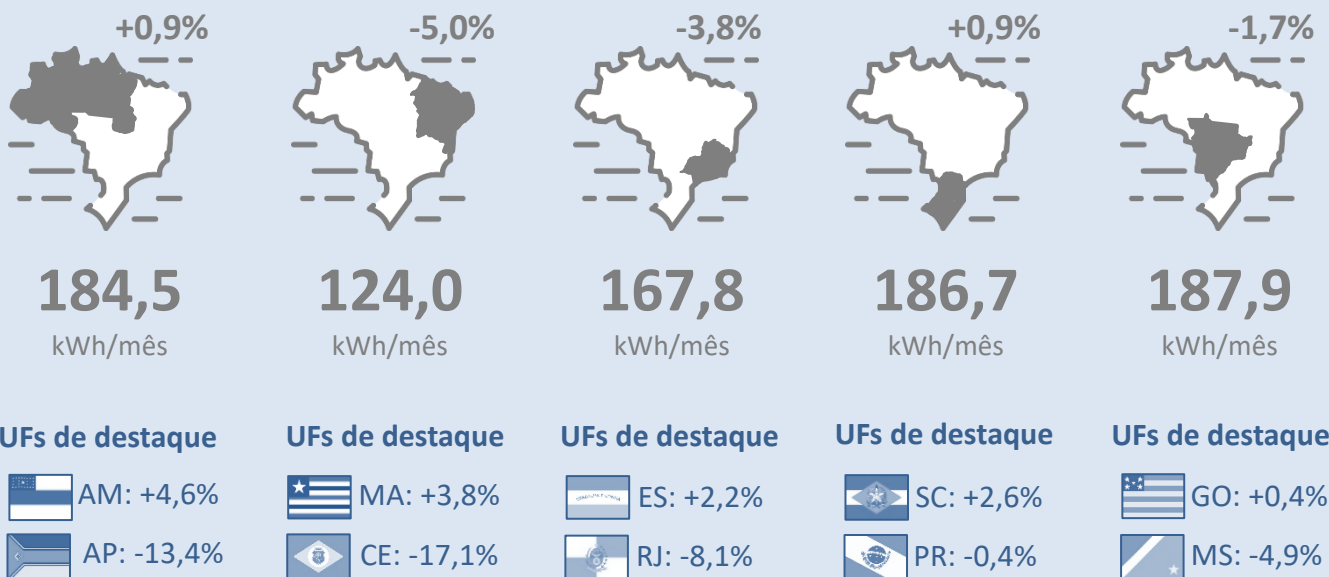 +0,9%
-5,0%
-3,8%
+0,9%
-1,7%
184,5
124,0
167,8
186,7
187,9
kWh/mês
kWh/mês
kWh/mês
kWh/mês
kWh/mês
UFs de destaque
UFs de destaque
UFs de destaque
UFs de destaque
UFs de destaque
AM: +4,6%
MA: +3,8%
ES: +2,2%
SC: +2,6%
GO: +0,4%
AP: -13,4%
CE: -17,1%
RJ: -8,1%
PR: -0,4%
MS: -4,9%